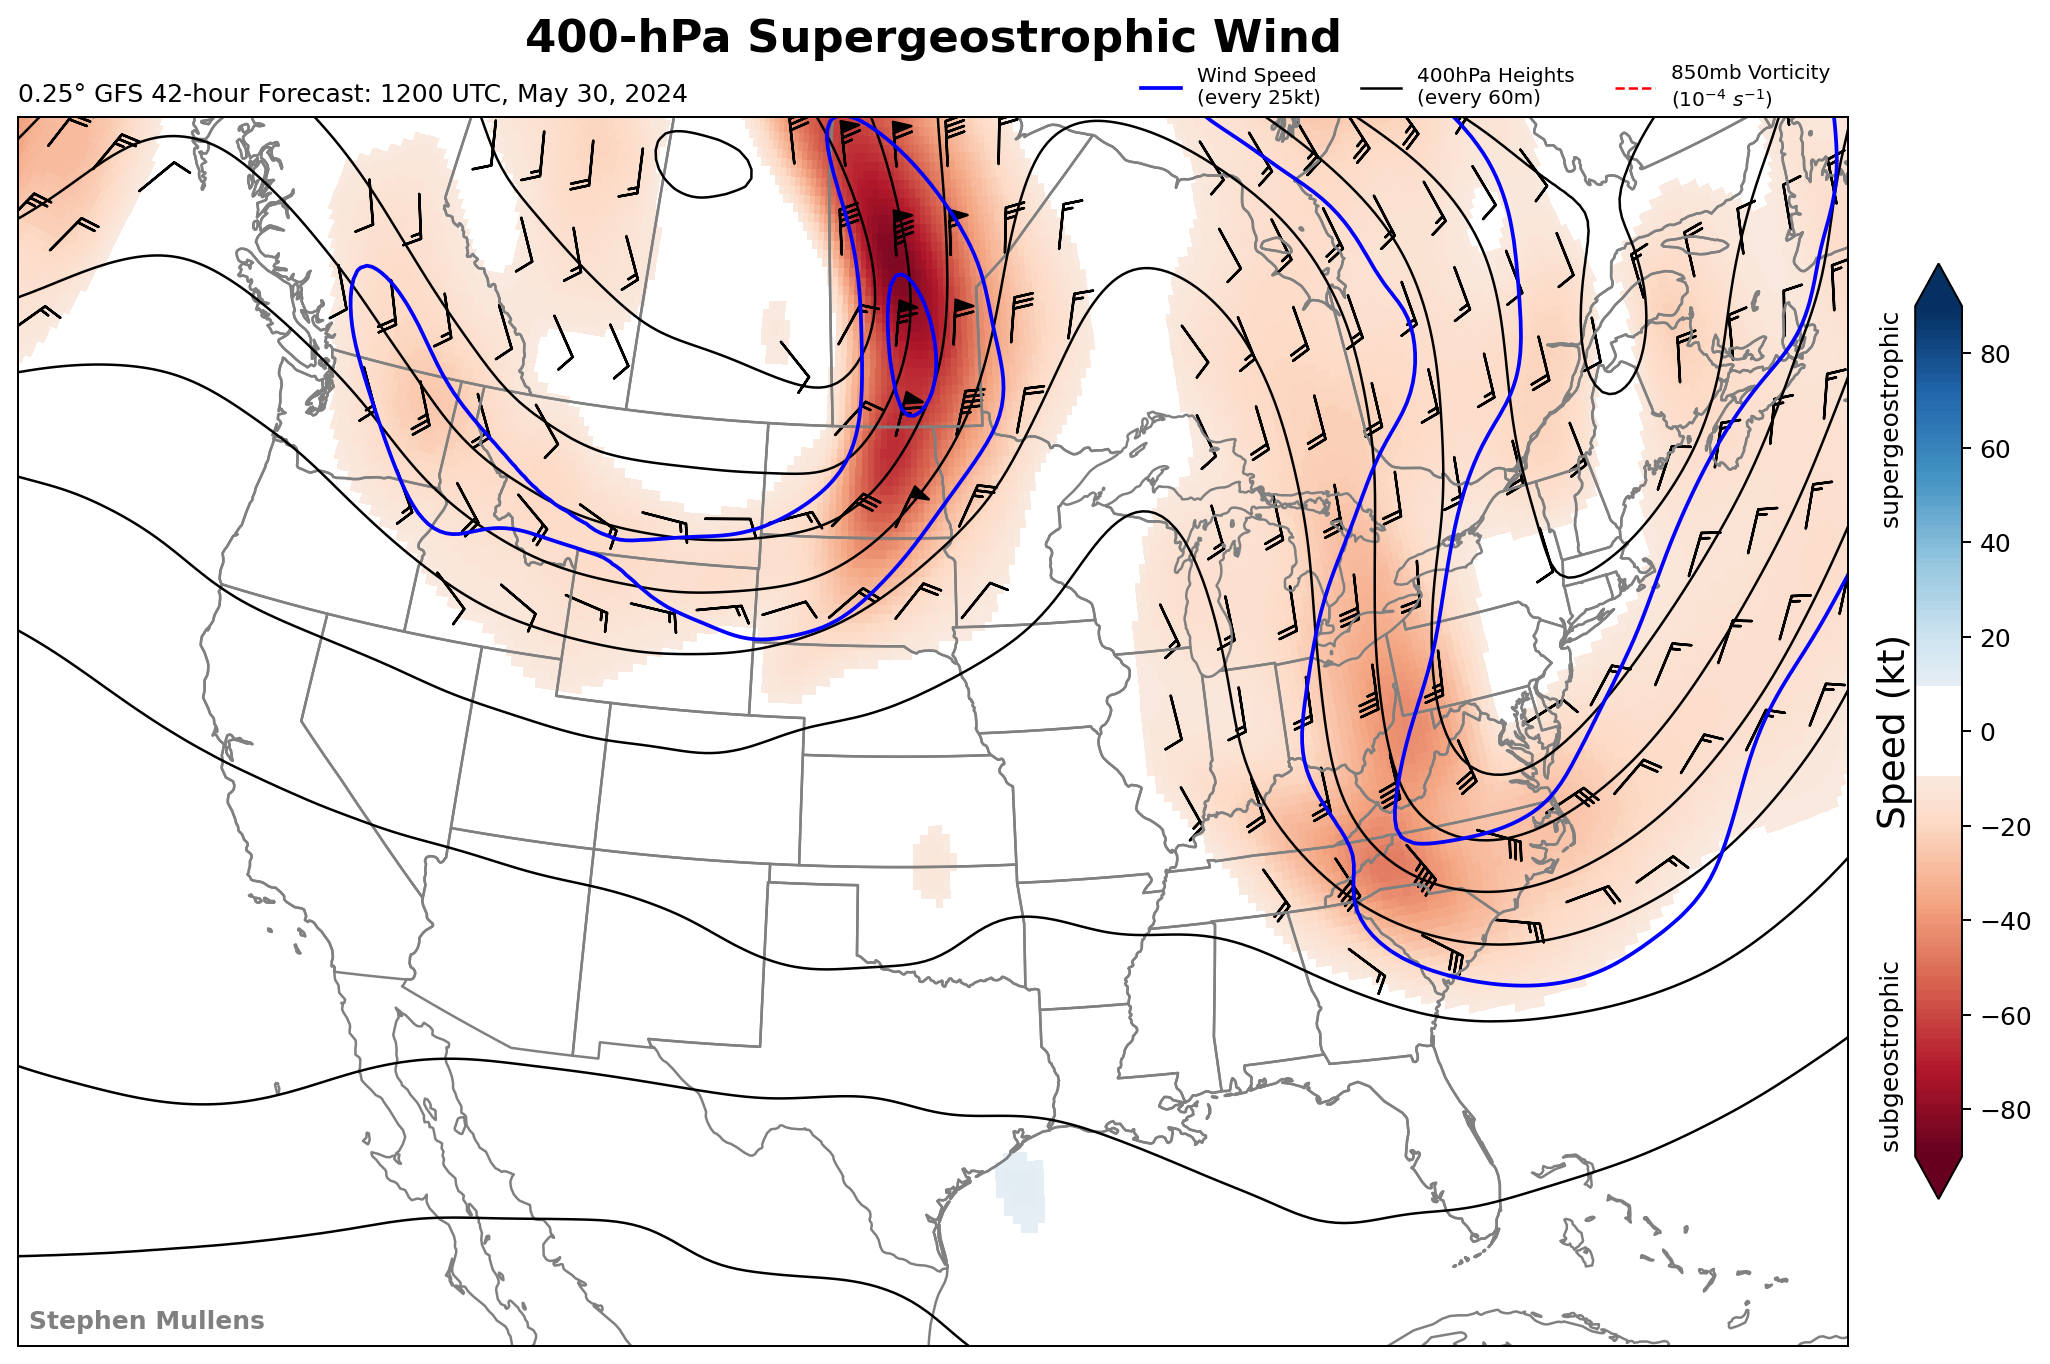 400-hPa Supergeostrophic Wind
0.25° GFS 42-hour Forecast: 1200 UTC, May 30, 2024
Wind Speed
(every 25kt)
400hPa Heights
(every 60m)
850mb Vorticity
(10⁻⁴ s⁻¹)
supergeostrophic
Speed (kt)
subgeostrophic
80
60
40
20
0
−20
−40
−60
−80
Stephen Mullens